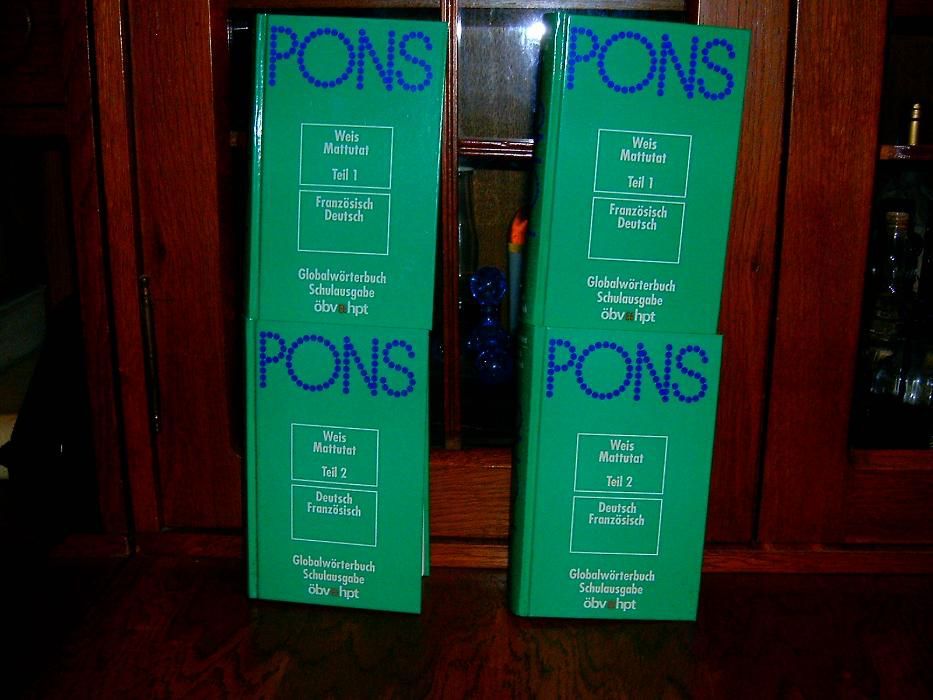 PONS
Weis
Mattutat
Teil 1
Französisch
Deutsch
Globalwörterbuch
Schulausgabe
öbv hpt
PONS
Weis
Mattutat
Teil 1
Französisch
Deutsch
Globalwörterbuch
Schulausgabe
öbv hpt
PONS
Weis
Mattutat
Teil 2
Deutsch
Französisch
Globalwörterbuch
Schulausgabe
öbv hpt
PONS
Weis
Mattutat
Teil 2
Deutsch
Französisch
Globalwörterbuch
Schulausgabe
öbv hpt